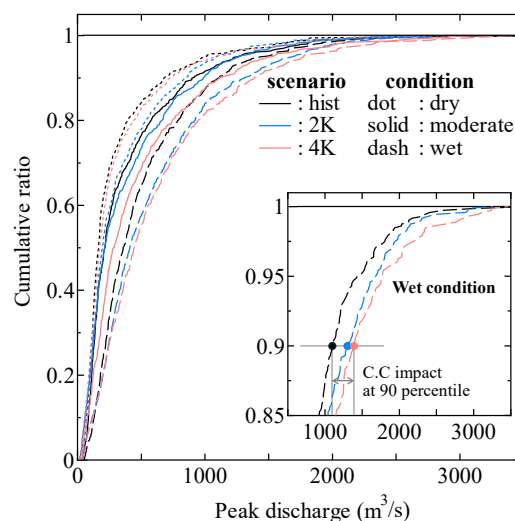 1
0.8
0.6
0.4
0.2
0
Cumulative ratio
scenario condition
: hist dot : dry
: 2K solid : moderate
: 4K dash : wet
1
0.95
0.9
0.85
Wet condition
C.C impact
at 90 percentile
1000 2000 3000
0 1000 2000 3000
Peak discharge (m³/s)